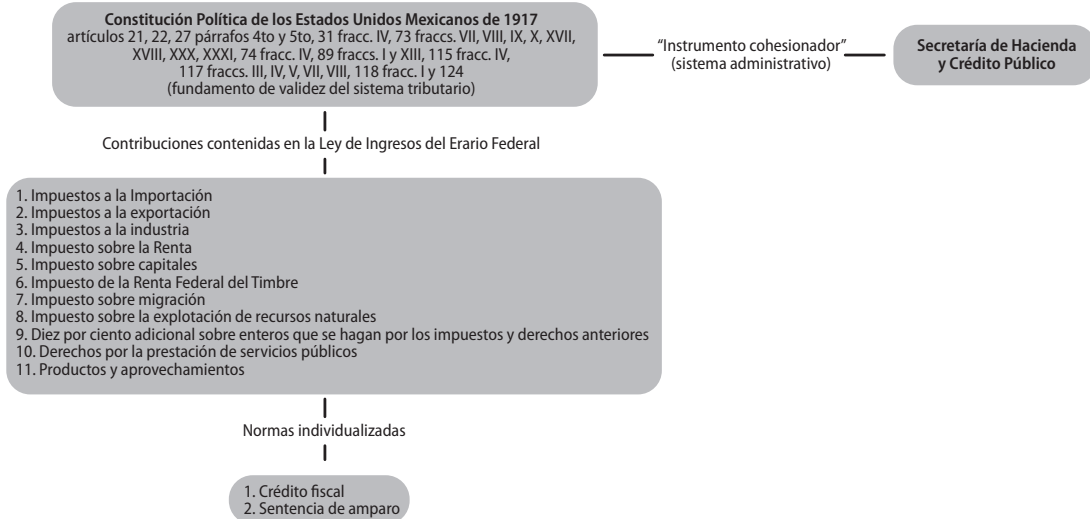 Constitución Política de los Estados Unidos Mexicanos de 1917
artículos 21, 22, 27 párrafos 4to y 5to, 31 fracc. IV, 73 fraccs. VII, VIII, IX, X, XVII,
XVIII, XXX, XXXI, 74 fracc. IV, 89 fraccs. I y XIII, 115 fracc. IV,
117 fraccs. III, IV, V, VII, VIII, 118 fracc. I y 124
(fundamento de validez del sistema tributario)
“Instrumento cohesionador”
(sistema administrativo)
Secretaría de Hacienda
y Crédito Público
Contribuciones contenidas en la Ley de Ingresos del Erario Federal
1. Impuestos a la Importación
2. Impuestos a la exportación
3. Impuestos a la industria
4. Impuesto sobre la Renta
5. Impuesto sobre capitales
6. Impuesto de la Renta Federal del Timbre
7. Impuesto sobre migración
8. Impuesto sobre la explotación de recursos naturales
9. Diez por ciento adicional sobre enteros que se hagan por los impuestos y derechos anteriores
10. Derechos por la prestación de servicios públicos
11. Productos y aprovechamientos
Normas individualizadas
1. Crédito fiscal
2. Sentencia de amparo